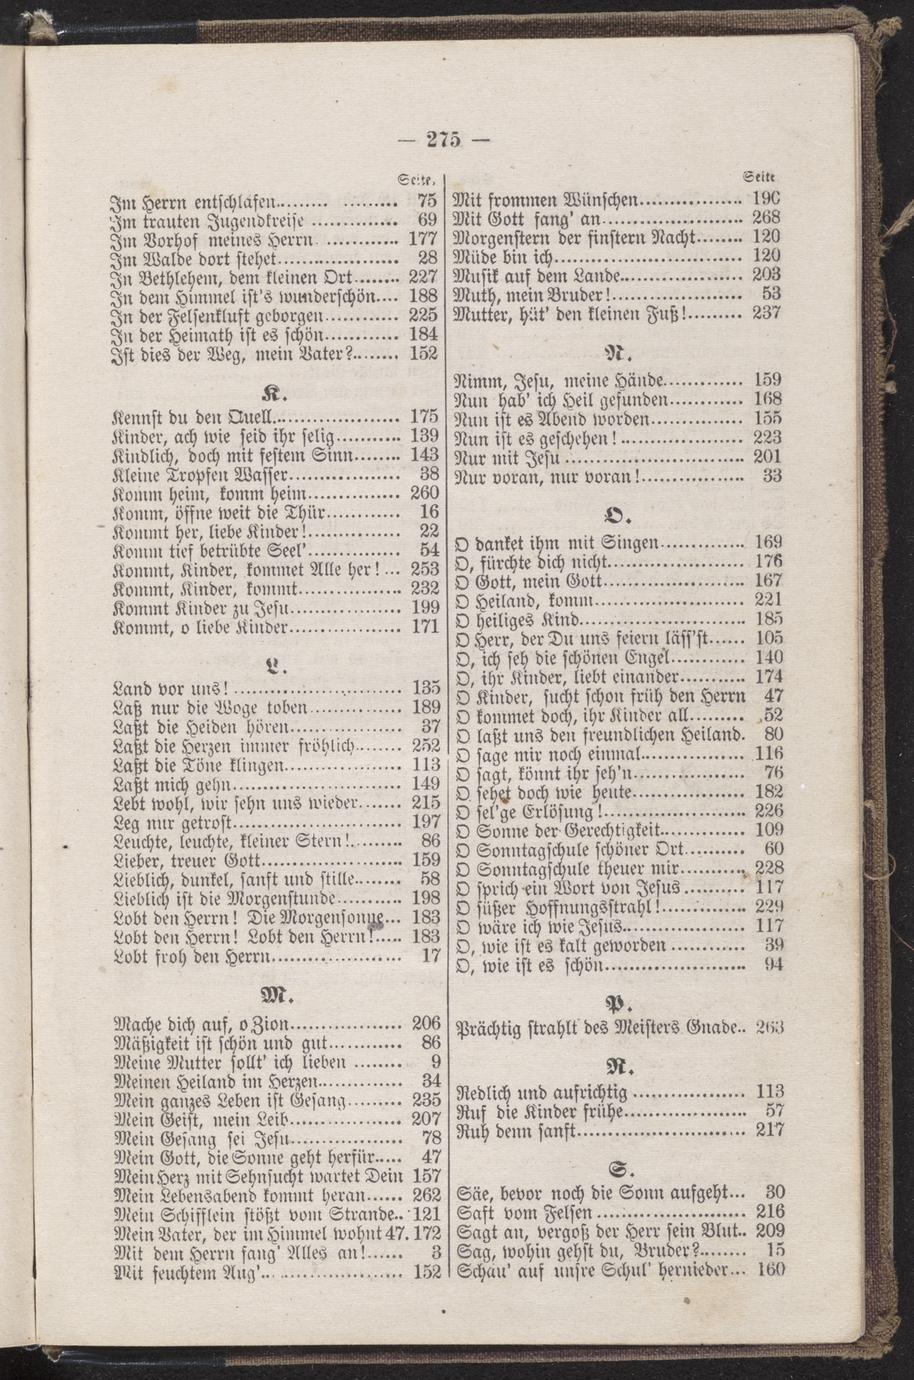 — 275 —
Seite.
Im Herrn entschlafen......... ......... 75
Im trauten Jugendkreise ............ 69
Im Vorhof meines Herrn. ............ 177
Im Walde dort stehet.................. 28
In Bethlehem, dem kleinen Ort....... 227
In dem Himmel ist's wunderschön.... 188
In der Felsenkluft geborgen............ 225
In der Heimath ist es schön............ 184
Ist dies der Weg, mein Vater?........ 152
K.
Kennst du den Quell.................... 175
Kinder, ach wie seid ihr selig........... 139
Kindlich, doch mit festem Sinn........ 143
Kleine Tropfen Wasser................. 38
Komm heim, komm heim.............. 260
Komm, öffne weit die Thür............ 16
Kommt her, liebe Kinder!............... 22
Komm tief betrübte Seel'............... 54
Kommt, Kinder, kommet Alle her!... 253
Kommt, Kinder, kommt............... 232
Kommt Kinder zu Jesu................. 199
Kommt, o liebe Kinder................. 171
L.
Land vor uns! .......................... 135
Laß nur die Woge toben.............. 189
Laßt die Heiden hören................. 37
Laßt die Herzen immer fröhlich........ 252
Laßt die Töne klingen.................. 113
Laßt mich gehn......................... 149
Lebt wohl, wir sehn uns wieder....... 215
Leg nur getrost.......................... 197
Leuchte, leuchte, kleiner Stern!......... 86
Lieber, treuer Gott..................... 159
Lieblich, dunkel, sanft und stille........ 58
Lieblich ist die Morgenstunde........... 198
Lobt den Herrn! Die Morgensonne... 183
Lobt den Herrn! Lobt den Herrn!..... 183
Lobt froh den Herrn.................... 17
M.
Mache dich auf, o Zion.................. 206
Mäßigkeit ist schön und gut............ 86
Meine Mutter sollt' ich lieben ......... 9
Meinen Heiland im Herzen............. 34
Mein ganzes Leben ist Gesang......... 235
Mein Geist, mein Leib.................. 207
Mein Gesang sei Jesu.................. 78
Mein Gott, die Sonne geht herfür..... 47
Mein Herz mit Sehnsucht wartet Dein 157
Mein Lebensabend kommt heran...... 262
Mein Schifflein stößt vom Strande... 121
Mein Vater, der im Himmel wohnt 47. 172
Mit dem Herrn fang' Alles an!...... 3
Mit feuchtem Aug'..................... 152
Seite
Mit frommen Wünschen................ 190
Mit Gott fang' an...................... 268
Morgenstern der finstern Nacht........ 120
Müde bin ich............................ 120
Musik auf dem Lande.................. 203
Muth, mein Bruder!.................... 53
Mutter, hüt' den kleinen Fuß!......... 237
N.
Nimm, Jesu, meine Hände............. 159
Nun hab' ich Heil gefunden............ 168
Nun ist es Abend worden............... 155
Nun ist es geschehen! .................. 223
Nur mit Jesu ........................... 201
Nur voran, nur voran!................. 33
O.
O danket ihm mit Singen.............. 169
O, fürchte dich nicht.................... 176
O Gott, mein Gott..................... 167
O Heiland, komm....................... 221
O heiliges Kind......................... 185
O Herr, der Du uns feiern läss'st...... 105
O, ich seh die schönen Engel........... 140
O, ihr Kinder, liebt einander........... 174
O Kinder, sucht schon früh den Herrn 47
O kommet doch, ihr Kinder all......... 52
O laßt uns den freundlichen Heiland. 80
O sage mir noch einmal................ 116
O sagt, könnt ihr seh'n................. 76
O sehet doch wie heute................. 182
O sel'ge Erlösung!..................... 226
O Sonne der Gerechtigkeit.............. 109
O Sonntagschule schöner Ort.......... 60
O Sonntagschule theuer mir........... 228
O sprich ein Wort von Jesus .......... 117
O süßer Hoffnungsstrahl!.............. 229
O wäre ich wie Jesus................... 117
O, wie ist es kalt geworden ............ 39
O, wie ist es schön..................... 94
P.
Prächtig strahlt des Meisters Gnade.. 263
R.
Redlich und aufrichtig ................. 113
Ruf die Kinder frühe................... 57
Ruh denn sanft.......................... 217
S.
Säe, bevor noch die Sonn aufgeht... 30
Saft vom Felsen ....................... 216
Sagt an, vergoß der Herr sein Blut.. 209
Sag, wohin gehst du, Bruder?........ 15
Schau' auf unsre Schul' hernieder... 160